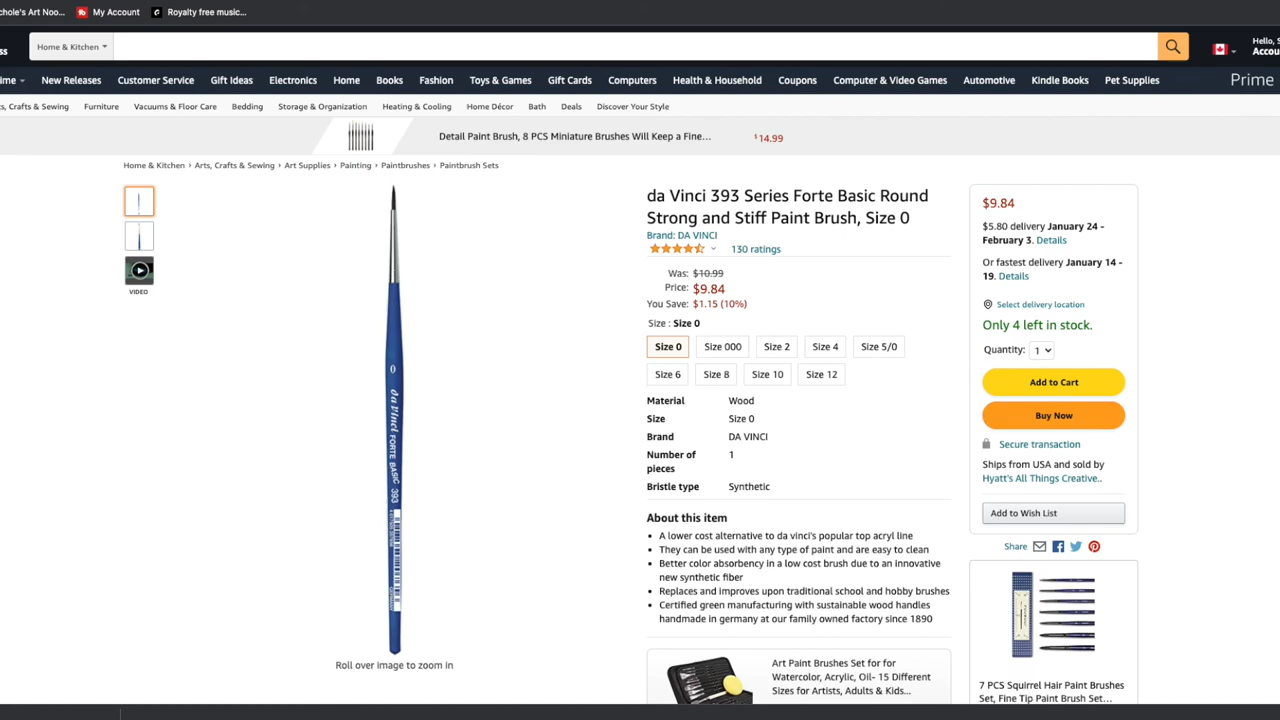 chole's Art Noo...
My Account
Royalty free music...
ss
Home & Kitchen
Hello, S
Accou
ime
New Releases
Customer Service
Gift Ideas
Electronics
Home
Books
Fashion
Toys & Games
Gift Cards
Computers
Health & Household
Coupons
Computer & Video Games
Automotive
Kindle Books
Pet Supplies
Prime
s, Crafts & Sewing
Furniture
Vacuums & Floor Care
Bedding
Storage & Organization
Heating & Cooling
Home Décor
Bath
Deals
Discover Your Style
Detail Paint Brush, 8 PCS Miniature Brushes Will Keep a Fine...
$14.99
Home & Kitchen › Arts, Crafts & Sewing › Art Supplies › Painting › Paintbrushes › Paintbrush Sets
VIDEO
0
da Vinci FORTE BASIC 393
Roll over image to zoom in
da Vinci 393 Series Forte Basic Round
Strong and Stiff Paint Brush, Size 0
Brand: DA VINCI
130 ratings
Was: $10.99
Price: $9.84
You Save: $1.15 (10%)
Size : Size 0
Size 0
Size 000
Size 2
Size 4
Size 5/0
Size 6
Size 8
Size 10
Size 12
Material Wood
Size Size 0
Brand DA VINCI
Number of 1
pieces
Bristle type Synthetic
About this item
• A lower cost alternative to da vinci's popular top acryl line
• They can be used with any type of paint and are easy to clean
• Better color absorbency in a low cost brush due to an innovative
new synthetic fiber
• Replaces and improves upon traditional school and hobby brushes
• Certified green manufacturing with sustainable wood handles
handmade in germany at our family owned factory since 1890
Art Paint Brushes Set for for
Watercolor, Acrylic, Oil- 15 Different
Sizes for Artists, Adults & Kids...
$9.84
$5.80 delivery January 24 -
February 3. Details
Or fastest delivery January 14 -
19. Details
Select delivery location
Only 4 left in stock.
Quantity: 1
Add to Cart
Buy Now
Secure transaction
Ships from USA and sold by
Hyatt's All Things Creative..
Add to Wish List
Share
7 PCS Squirrel Hair Paint Brushes
Set, Fine Tip Paint Brush Set...